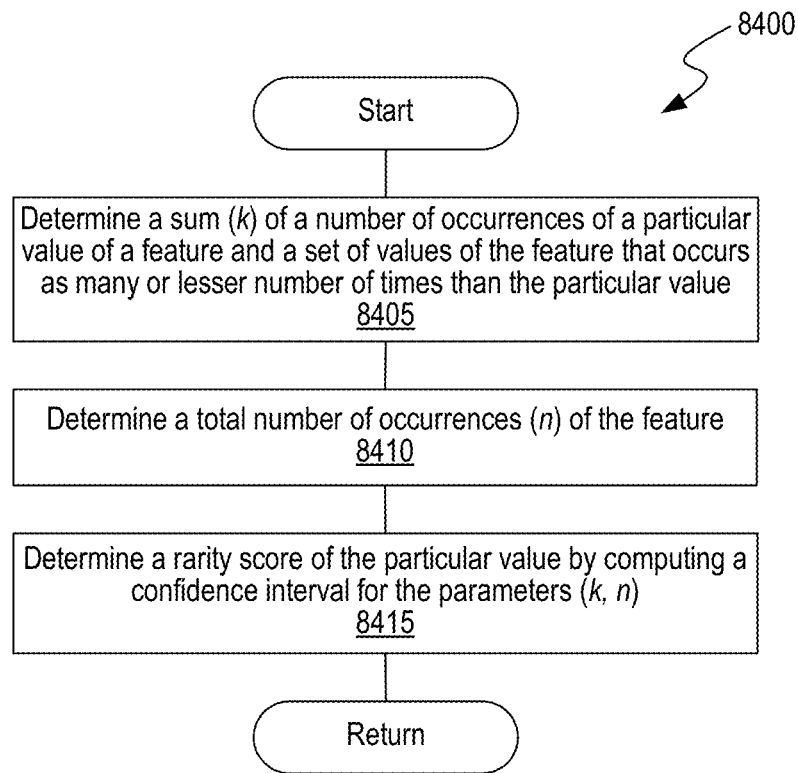 8400
Start
Determine a sum (k) of a number of occurrences of a particular
value of a feature and a set of values of the feature that occurs
as many or lesser number of times than the particular value
8405
Determine a total number of occurrences (n) of the feature
8410
Determine a rarity score of the particular value by computing a
confidence interval for the parameters (k, n)
8415
Return